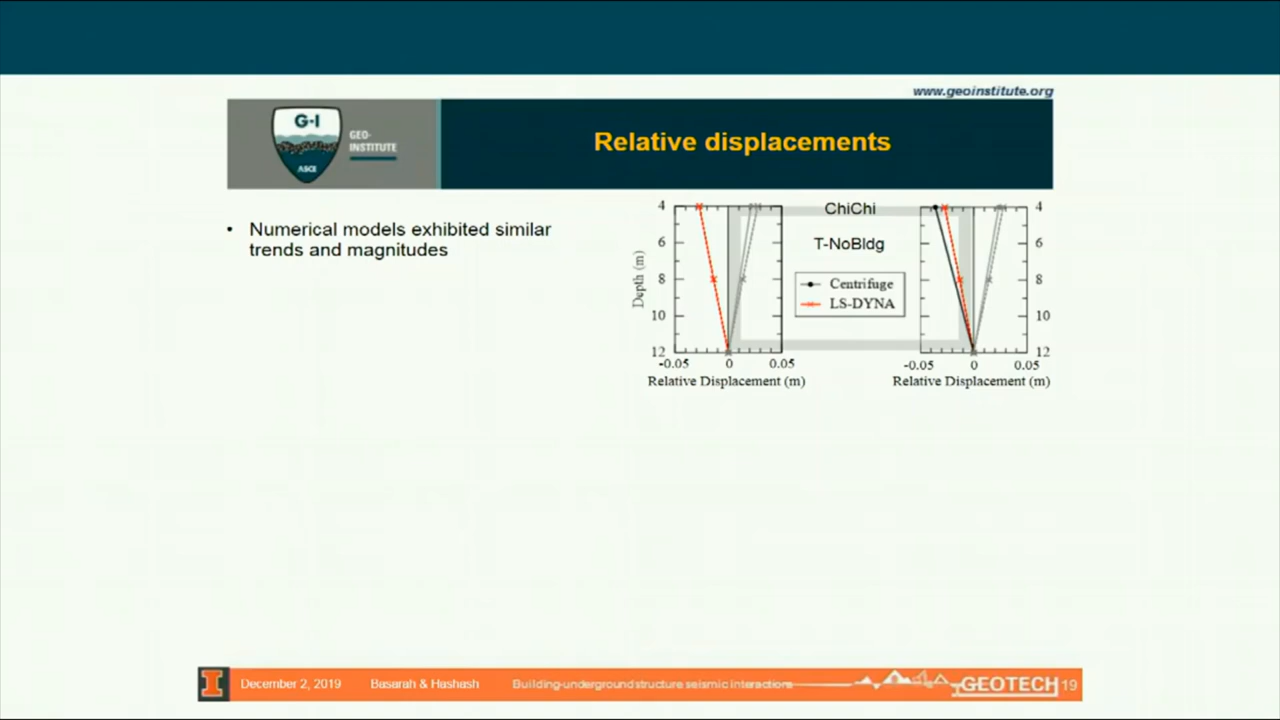 www.geoinstitute.org
G-I
GEO-
INSTITUTE
ASCE
Relative displacements
• Numerical models exhibited similar
trends and magnitudes
4
6
8
10
12
Depth (m)
-0.05 0 0.05
Relative Displacement (m)
ChiChi
T-NoBldg
Centrifuge
LS-DYNA
4
6
8
10
12
-0.05 0 0.05
Relative Displacement (m)
I
December 2, 2019 Basarah & Hashash Building-underground structure seismic interactions GEOTECH 19